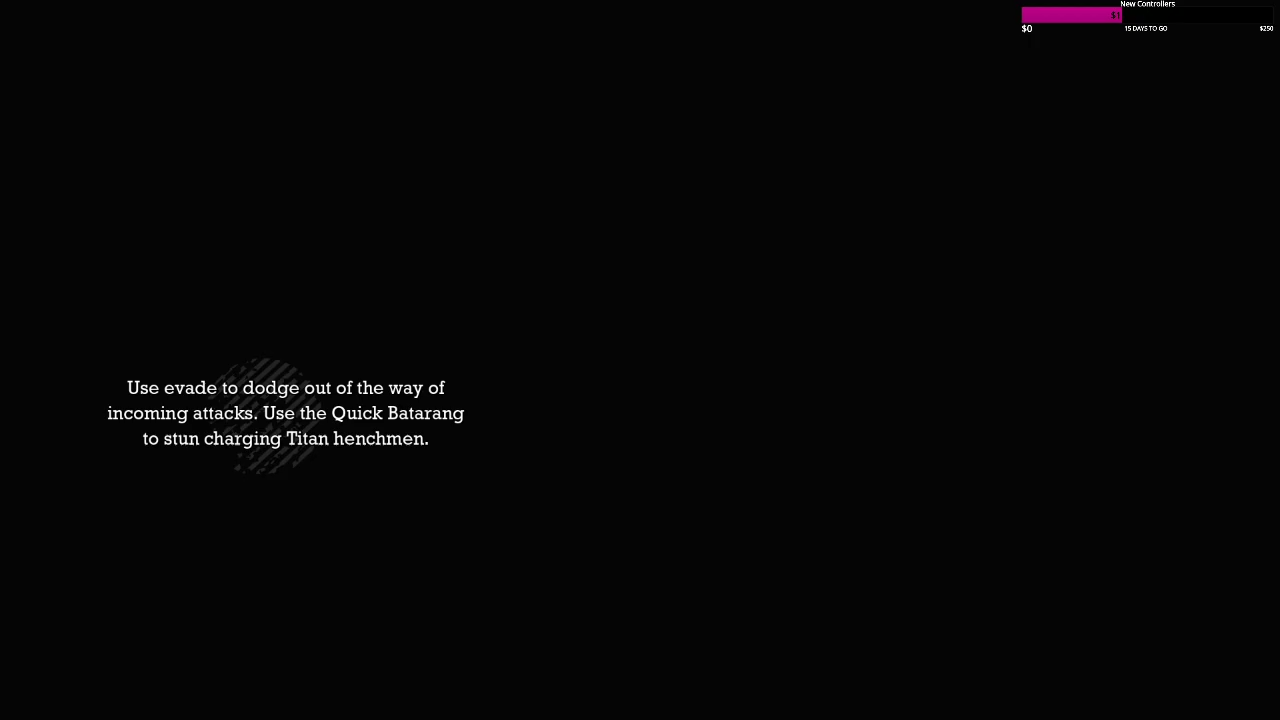 New Controllers
$1
$0
15 DAYS TO GO
$250
Use evade to dodge out of the way of
incoming attacks. Use the Quick Batarang
to stun charging Titan henchmen.